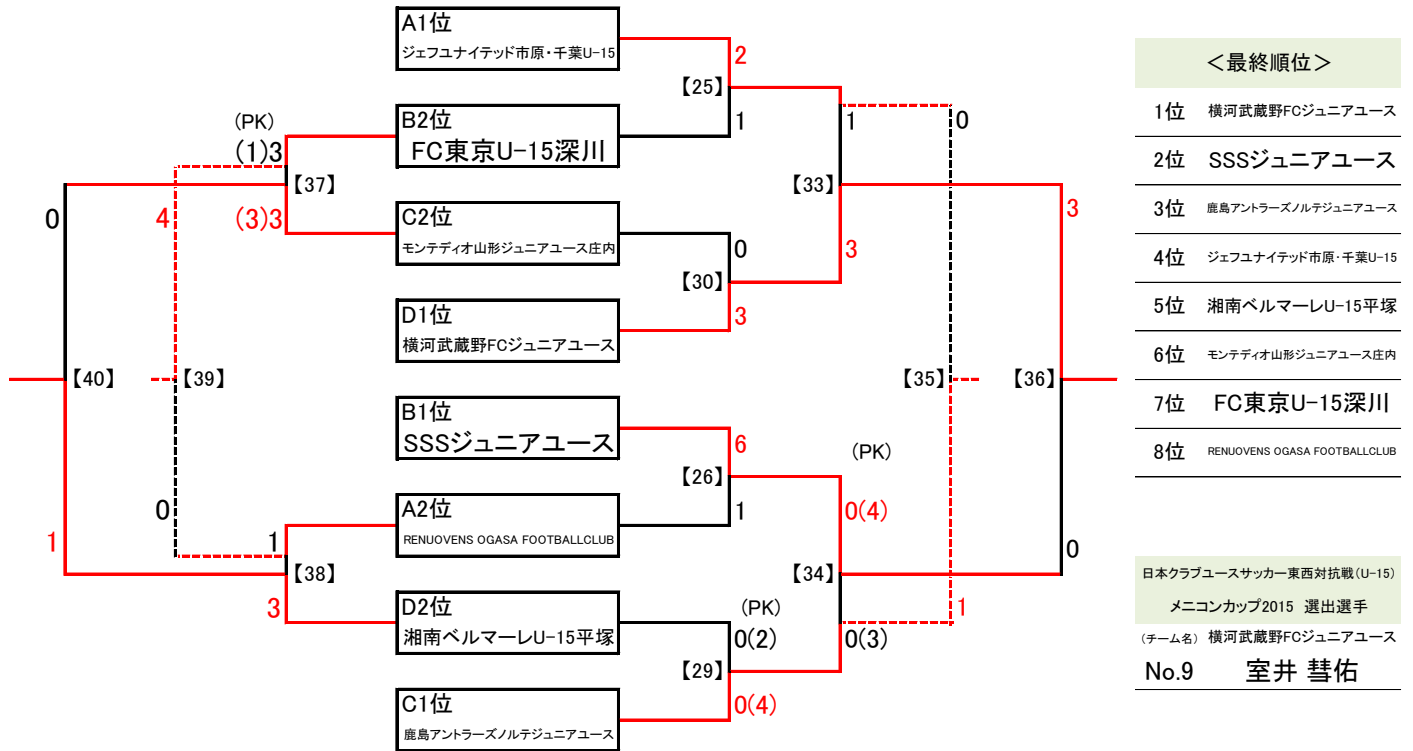 A1位
ジェフユナイテッド市原・千葉U-15
2
【25】
B2位
FC東京U-15深川
1
(PK)
(1)3
【37】
(3)3
4
0
C2位
モンテディオ山形ジュニアユース庄内
0
【30】
D1位
横河武蔵野FCジュニアユース
3
1
【33】
3
0
3
【40】
【39】
【35】
【36】
B1位
SSSジュニアユース
6
【26】
A2位
RENUOVENS OGASA FOOTBALLCLUB
1
(PK)
0(4)
0
1
1
【38】
3
【34】
0
D2位
湘南ベルマーレU-15平塚
(PK)
0(2)
0(3)
1
【29】
C1位
鹿島アントラーズノルテジュニアユース
0(4)
＜最終順位＞
1位 横河武蔵野FCジュニアユース
2位 SSSジュニアユース
3位 鹿島アントラーズノルテジュニアユース
4位 ジェフユナイテッド市原・千葉U-15
5位 湘南ベルマーレU-15平塚
6位 モンテディオ山形ジュニアユース庄内
7位 FC東京U-15深川
8位 RENUOVENS OGASA FOOTBALLCLUB
日本クラブユースサッカー東西対抗戦(U-15)
メニコンカップ2015 選出選手
(チーム名) 横河武蔵野FCジュニアユース
No.9 室井 彗佑